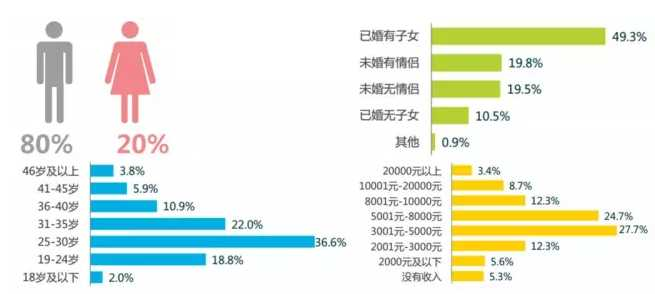 80% 20%
已婚有子女 49.3%
未婚有情侣 19.8%
未婚无情侣 19.5%
已婚无子女 10.5%
其他 0.9%
46岁及以上 3.8%
41-45岁 5.9%
36-40岁 10.9%
31-35岁 22.0%
25-30岁 36.6%
19-24岁 18.8%
18岁及以下 2.0%
20000元以上 3.4%
10001元-20000元 8.7%
8001元-10000元 12.3%
5001元-8000元 24.7%
3001元-5000元 27.7%
2001元-3000元 12.3%
2000元及以下 5.6%
没有收入 5.3%